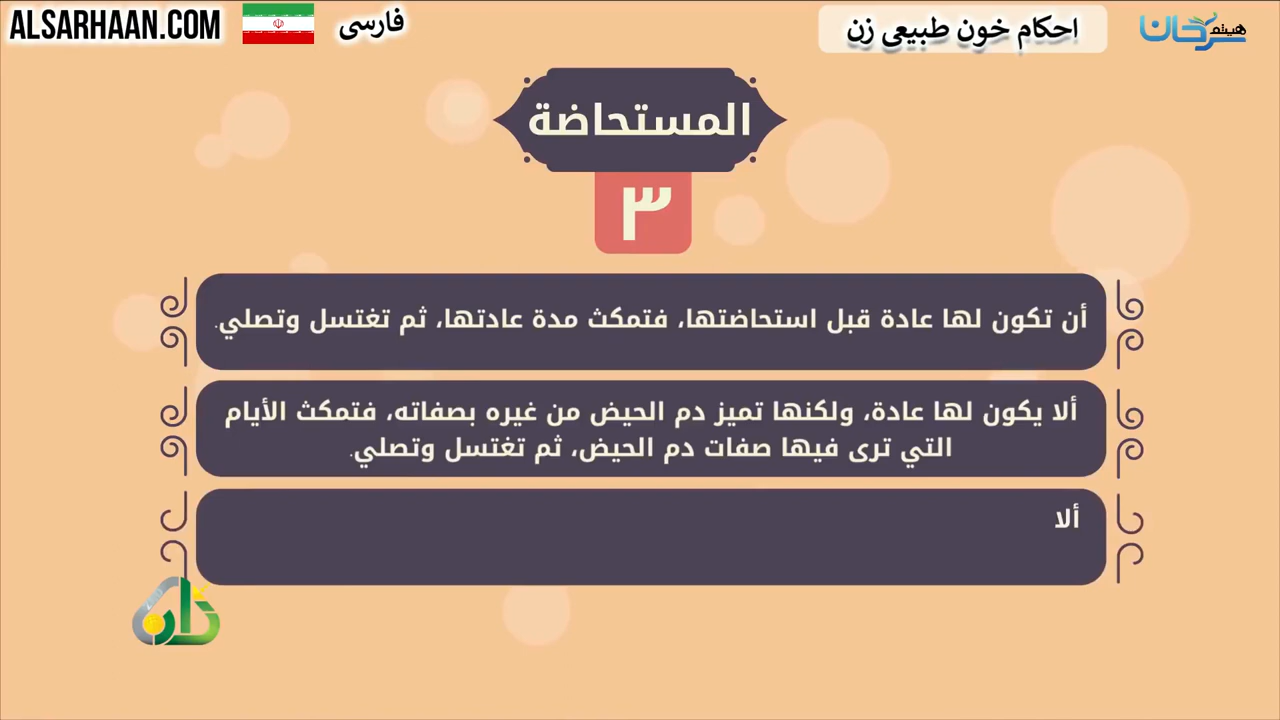 ALSARHAAN.COM
فارسی
احکام خون طبیعی زن
هيثم
سرحان
المستحاضة
٣
أن تكون لها عادة قبل استحاضتها، فتمكث مدة عادتها، ثم تغتسل وتصلي.
ألا يكون لها عادة، ولكنها تميز دم الحيض من غيره بصفاته، فتمكث الأيام
التي ترى فيها صفات دم الحيض، ثم تغتسل وتصلي.
ألا